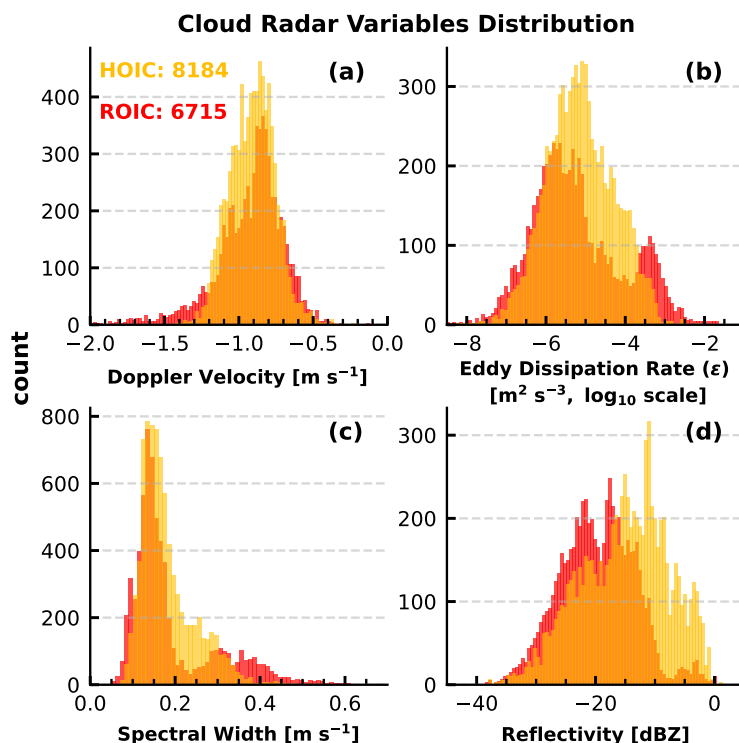 Cloud Radar Variables Distribution
HOIC: 8184
ROIC: 6715
(a)
400
300
200
100
0
−2.0 −1.5 −1.0 −0.5 0.0
Doppler Velocity [m s⁻¹]
(b)
300
200
100
0
−8 −6 −4 −2
Eddy Dissipation Rate (ε)
[m² s⁻³, log₁₀ scale]
count
(c)
800
600
400
200
0
0.0 0.2 0.4 0.6
Spectral Width [m s⁻¹]
(d)
300
200
100
0
−40 −20 0
Reflectivity [dBZ]